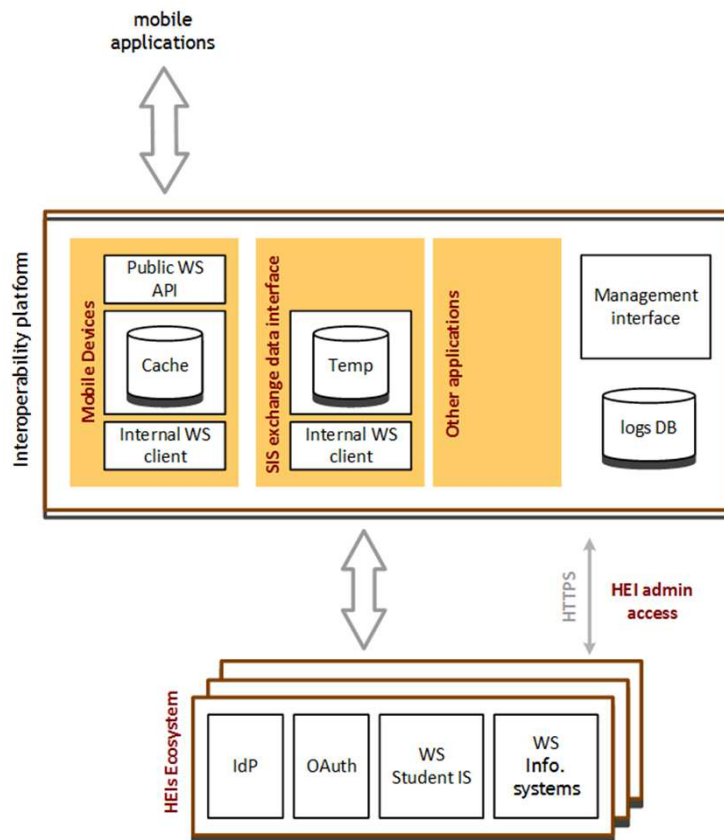 mobile
applications
Interoperability platform
Mobile Devices
Public WS
API
Cache
Internal WS
client
SIS exchange data interface
Temp
Internal WS
client
Other applications
Management
interface
logs DB
HTTPS
HEI admin
access
HEIs Ecosystem
IdP
OAuth
WS
Student IS
WS
Info.
systems